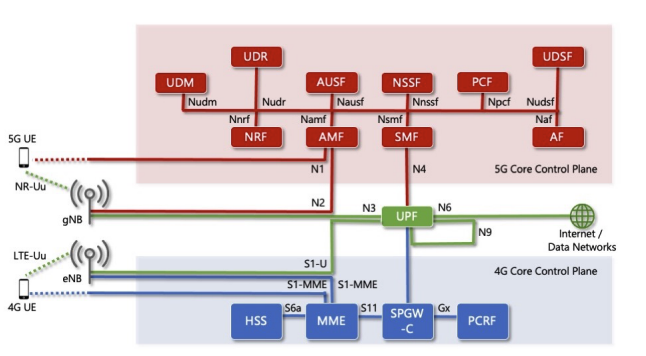 UDR
UDSF
UDM
AUSF
NSSF
PCF
Nudm
Nudr
Nausf
Nnssf
Npcf
Nudsf
Nnrf
Namf
Nsmf
Naf
NRF
AMF
SMF
AF
5G UE
N1
N4
5G Core Control Plane
NR-Uu
N2
N3
UPF
N6
gNB
N9
Internet /
Data Networks
LTE-Uu
S1-U
4G Core Control Plane
eNB
S1-MME
S1-MME
4G UE
S6a
S11
Gx
HSS
MME
SPGW
-C
PCRF